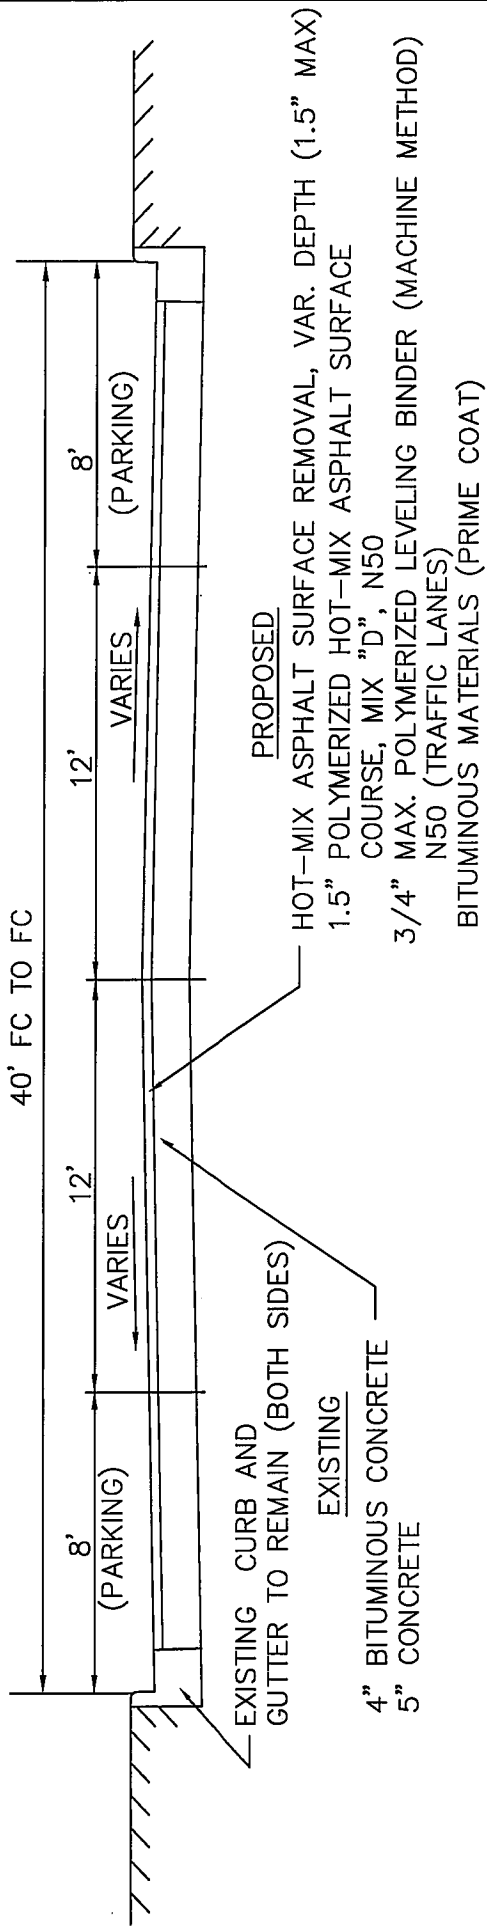 40' FC TO FC
8'
(PARKING)
12'
VARIES
12'
VARIES
8'
(PARKING)
EXISTING CURB AND
GUTTER TO REMAIN (BOTH SIDES)
EXISTING
4" BITUMINOUS CONCRETE
5" CONCRETE
PROPOSED
HOT-MIX ASPHALT SURFACE REMOVAL, VAR. DEPTH (1.5" MAX)
1.5" POLYMERIZED HOT-MIX ASPHALT SURFACE
COURSE, MIX "D", N50
3/4" MAX. POLYMERIZED LEVELING BINDER (MACHINE METHOD)
N50 (TRAFFIC LANES)
BITUMINOUS MATERIALS (PRIME COAT)